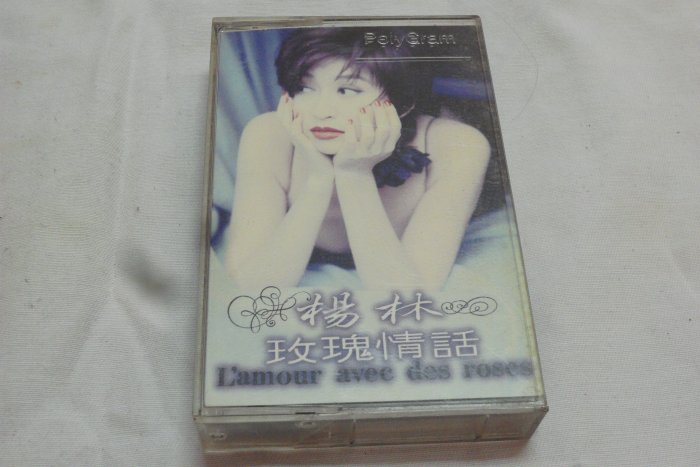 PolyGram
楊林
玫瑰情話
L'amour avec des roses